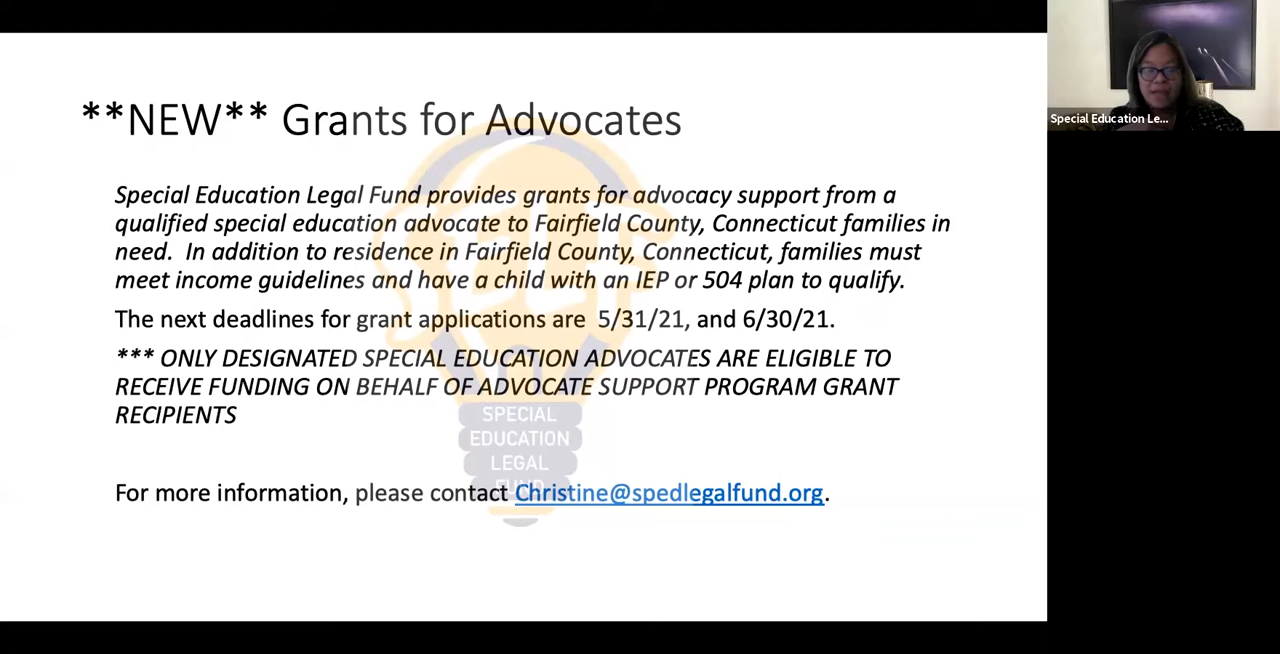 **NEW** Grants for Advocates
Special Education Le...
Special Education Legal Fund provides grants for advocacy support from a
qualified special education advocate to Fairfield County, Connecticut families in
need.  In addition to residence in Fairfield County, Connecticut, families must
meet income guidelines and have a child with an IEP or 504 plan to qualify.
The next deadlines for grant applications are  5/31/21, and 6/30/21.
*** ONLY DESIGNATED SPECIAL EDUCATION ADVOCATES ARE ELIGIBLE TO
RECEIVE FUNDING ON BEHALF OF ADVOCATE SUPPORT PROGRAM GRANT
RECIPIENTS
SPECIAL
EDUCATION
LEGAL
FUND
For more information, please contact Christine@spedlegalfund.org.